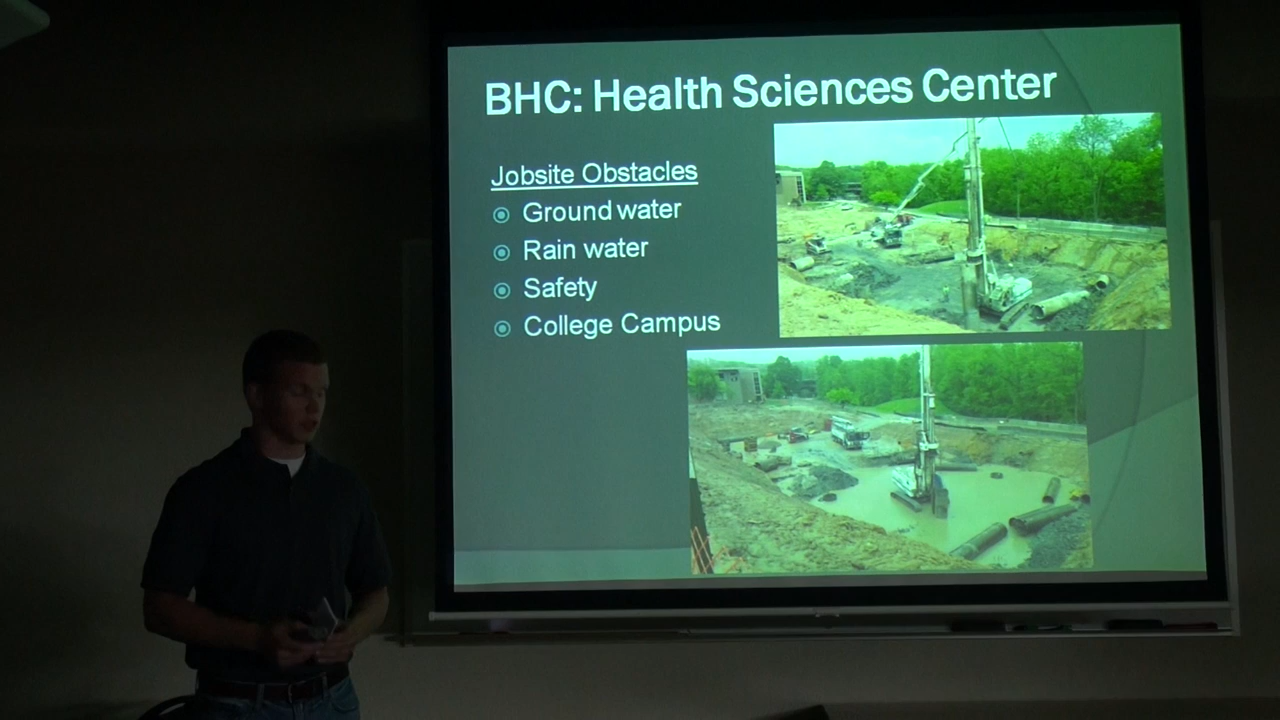 BHC: Health Sciences Center
Jobsite Obstacles
Ground water
Rain water
Safety
College Campus